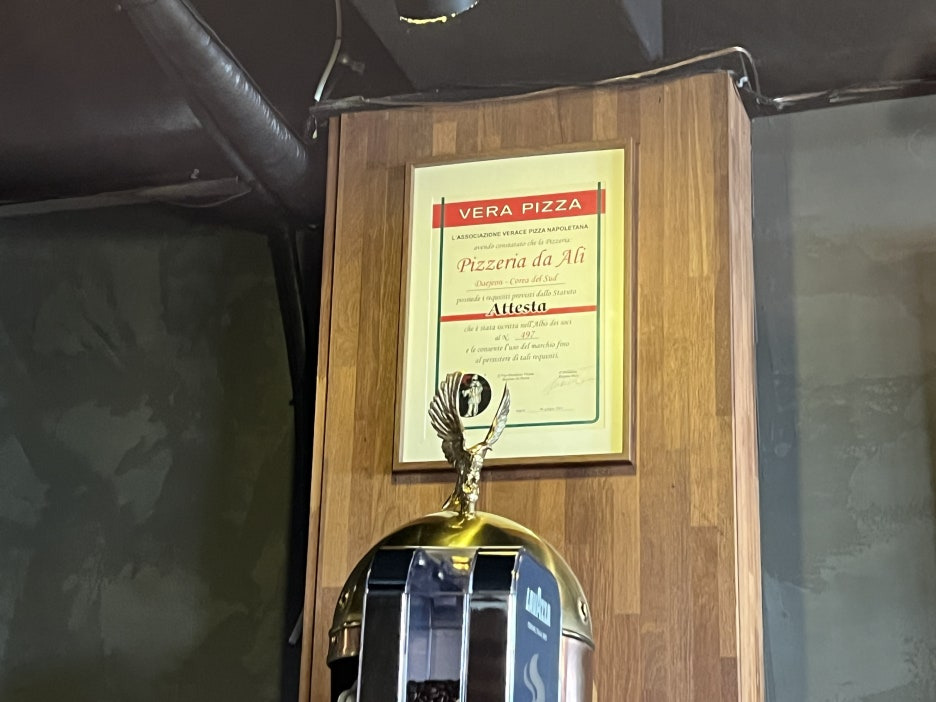 VERA PIZZA
L'ASSOCIAZIONE VERACE PIZZA NAPOLETANA
avendo constatato che la Pizzeria:
Pizzeria da Ali
Daejeon - Corea del Sud
possiede i requisiti previsti dallo Statuto
Attesta
che è stata iscritta nell'Albo dei soci
al N. 497
e le consente l'uso del marchio fino
al persistere di tali requisiti.
LAVAZZA